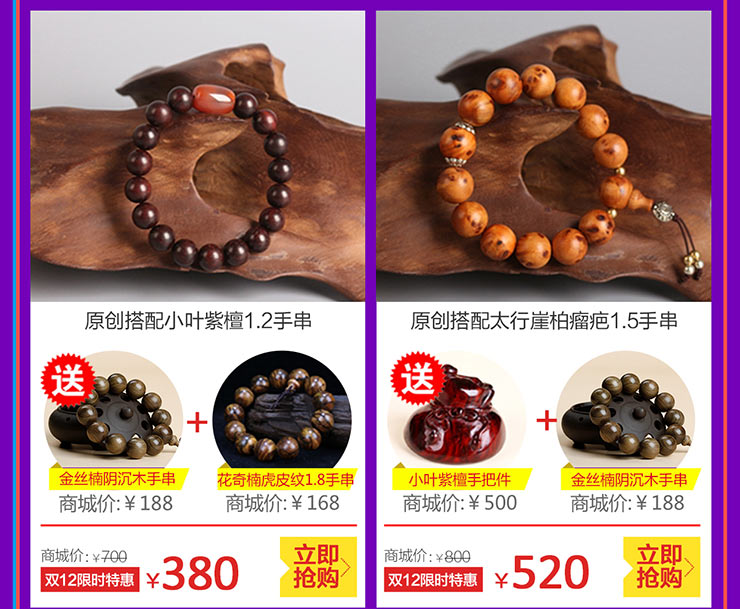 原创搭配小叶紫檀1.2手串
送
+
金丝楠阴沉木手串
花奇楠虎皮纹1.8手串
商城价:￥188
商城价:￥168
商城价:￥700
双12限时特惠
￥380
立即
抢购
原创搭配太行崖柏瘤疤1.5手串
送
+
小叶紫檀手把件
金丝楠阴沉木手串
商城价:￥500
商城价:￥188
商城价:￥800
双12限时特惠
￥520
立即
抢购